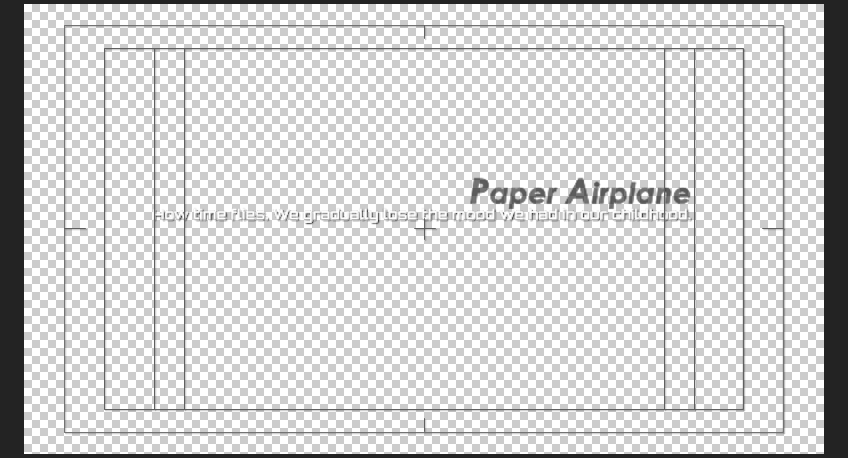 Paper Airplane
How time flies, We gradually lose the mood we had in our childhood.